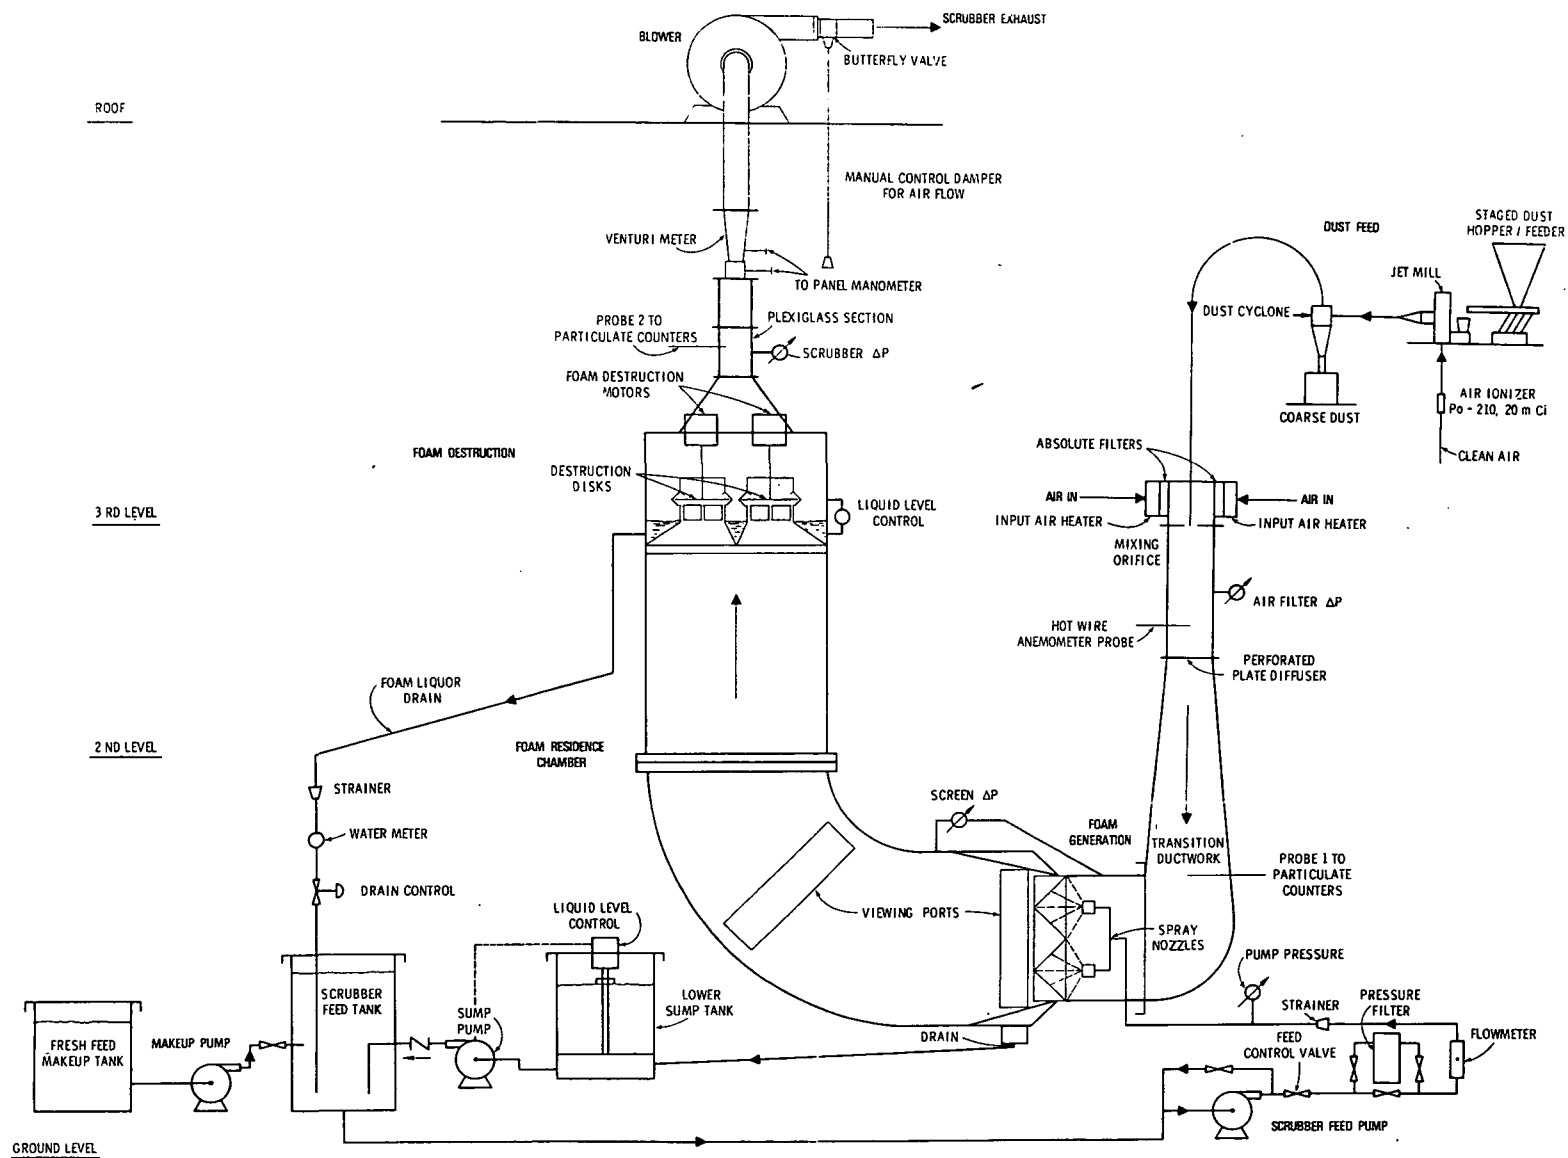 SCRUBBER EXHAUST
BLOWER
BUTTERFLY VALVE
ROOF
MANUAL CONTROL DAMPER
FOR AIR FLOW
VENTURI METER
TO PANEL MANOMETER
PROBE 2 TO
PARTICULATE COUNTERS
PLEXIGLASS SECTION
SCRUBBER ΔP
FOAM DESTRUCTION
MOTORS
FOAM DESTRUCTION
DESTRUCTION
DISKS
LIQUID LEVEL
CONTROL
3 RD LEVEL
DUST FEED
STAGED DUST
HOPPER / FEEDER
JET MILL
DUST CYCLONE
COARSE DUST
AIR IONIZER
Po - 210, 20 m Ci
CLEAN AIR
ABSOLUTE FILTERS
AIR IN
AIR IN
INPUT AIR HEATER
INPUT AIR HEATER
MIXING
ORIFICE
AIR FILTER ΔP
HOT WIRE
ANEMOMETER PROBE
PERFORATED
PLATE DIFFUSER
FOAM LIQUOR
DRAIN
2 ND LEVEL
FOAM RESIDENCE
CHAMBER
STRAINER
WATER METER
DRAIN CONTROL
SCREEN ΔP
FOAM
GENERATION
TRANSITION
DUCTWORK
PROBE 1 TO
PARTICULATE
COUNTERS
VIEWING PORTS
SPRAY
NOZZLES
LIQUID LEVEL
CONTROL
LOWER
SUMP TANK
SUMP
PUMP
SCRUBBER
FEED TANK
MAKEUP PUMP
FRESH FEED
MAKEUP TANK
DRAIN
PUMP PRESSURE
STRAINER
PRESSURE
FILTER
FEED
CONTROL VALVE
FLOWMETER
SCRUBBER FEED PUMP
GROUND LEVEL